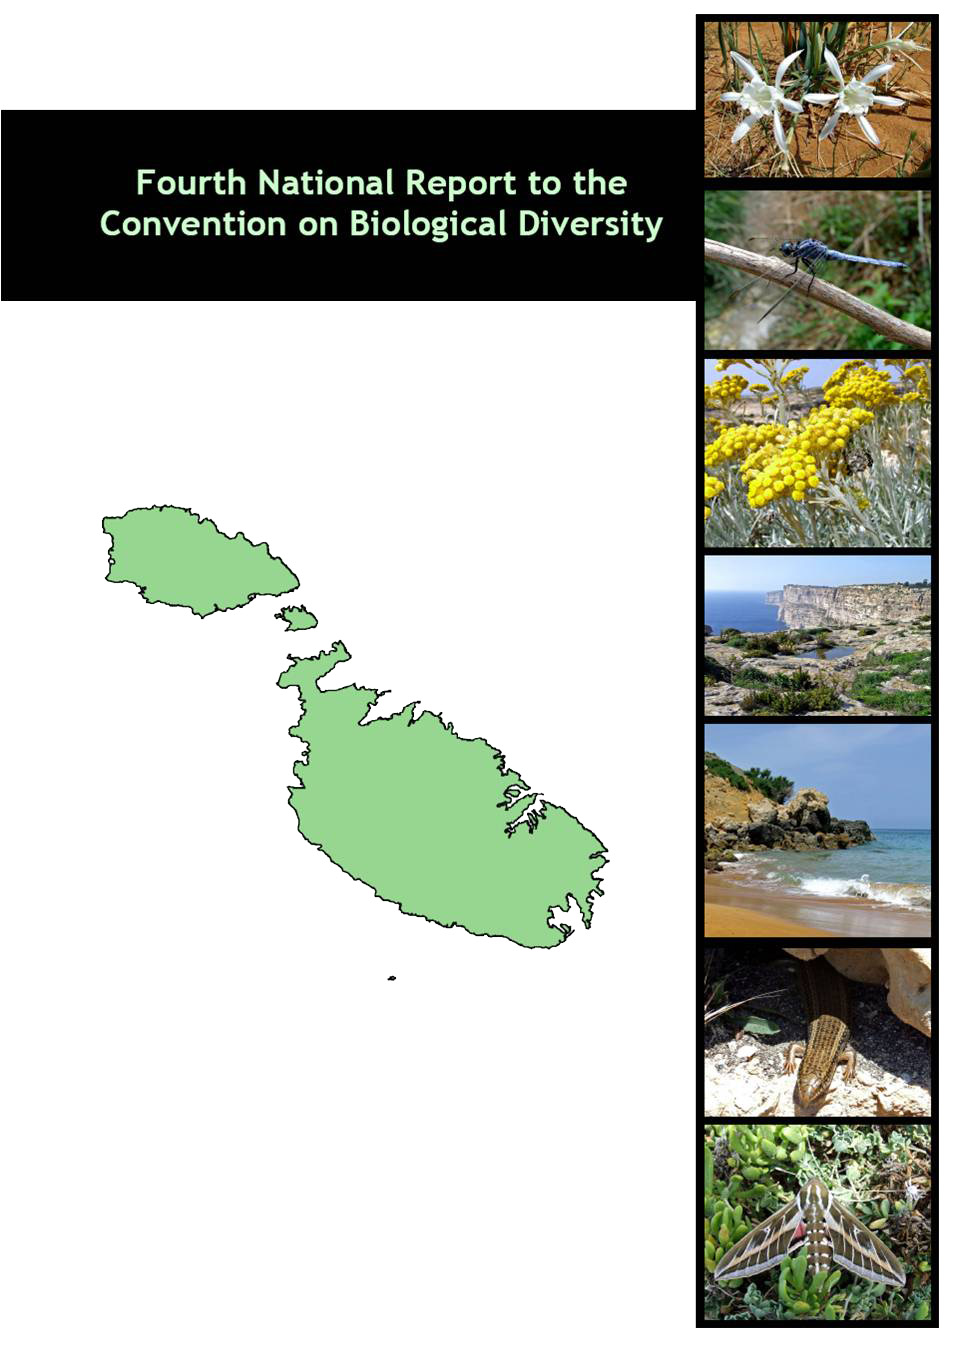 Fourth National Report to the
Convention on Biological Diversity